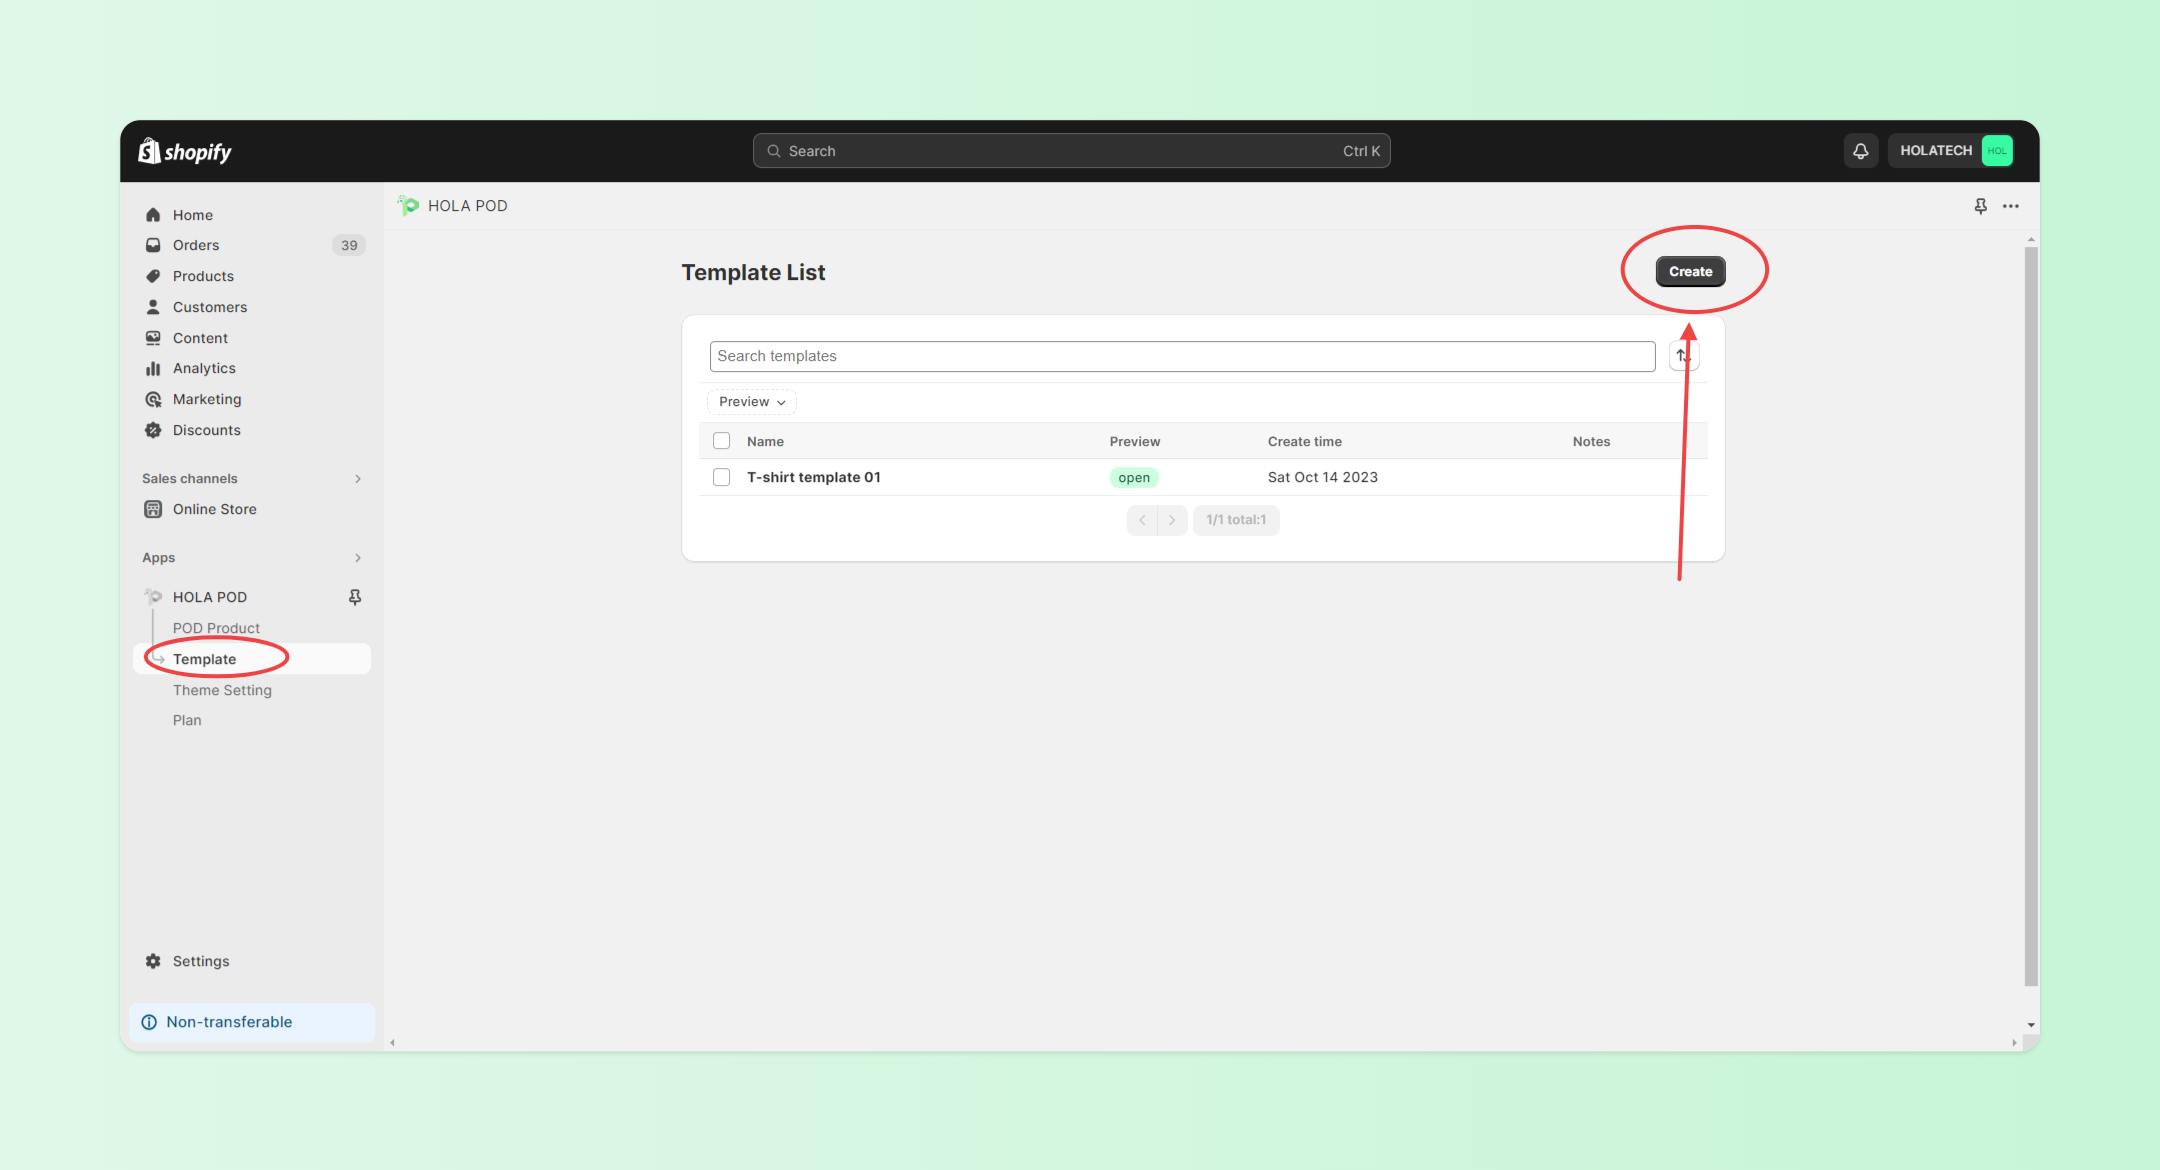 shopify
Search Ctrl K
HOLATECH HOL
Home
Orders 39
Products
Customers
Content
Analytics
Marketing
Discounts
Sales channels
Online Store
Apps
HOLA POD
POD Product
Template
Theme Setting
Plan
Settings
Non-transferable
HOLA POD
Template List
Create
Search templates
Preview
Name Preview Create time Notes
T-shirt template 01 open Sat Oct 14 2023
1/1 total:1